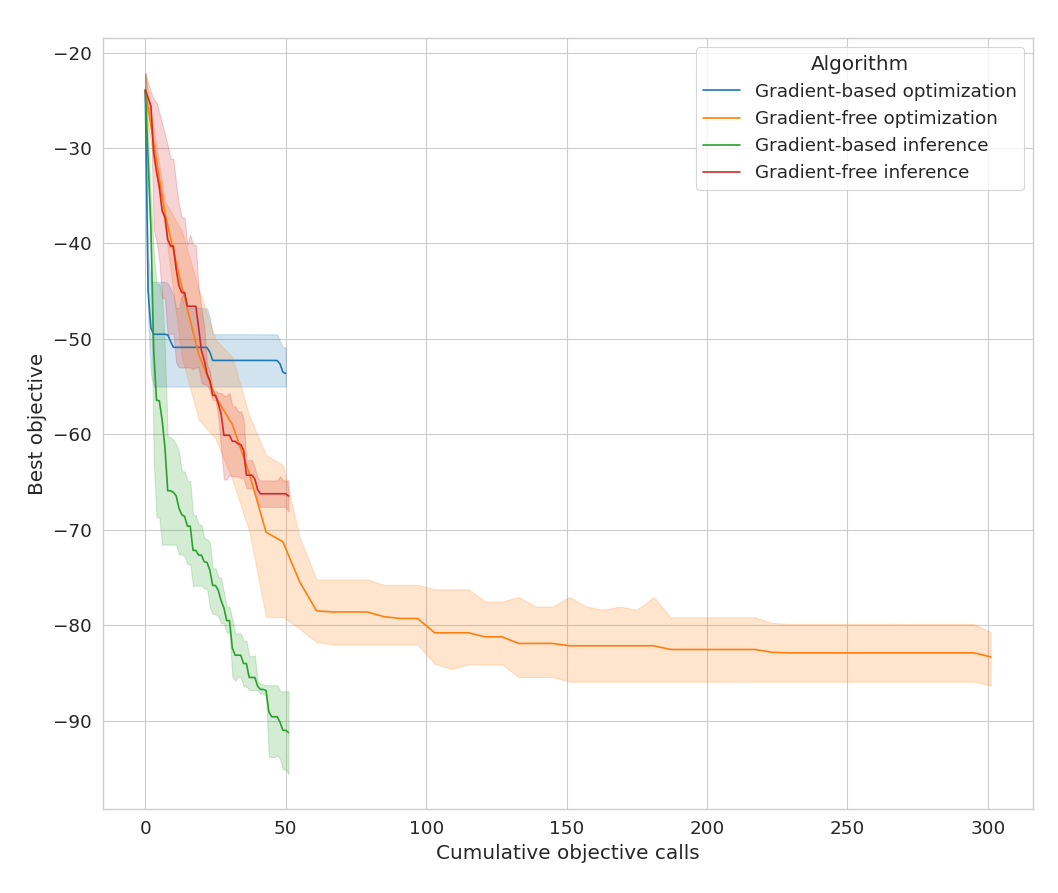 Algorithm
Gradient-based optimization
Gradient-free optimization
Gradient-based inference
Gradient-free inference
−20
−30
−40
−50
−60
−70
−80
−90
Best objective
0 50 100 150 200 250 300
Cumulative objective calls